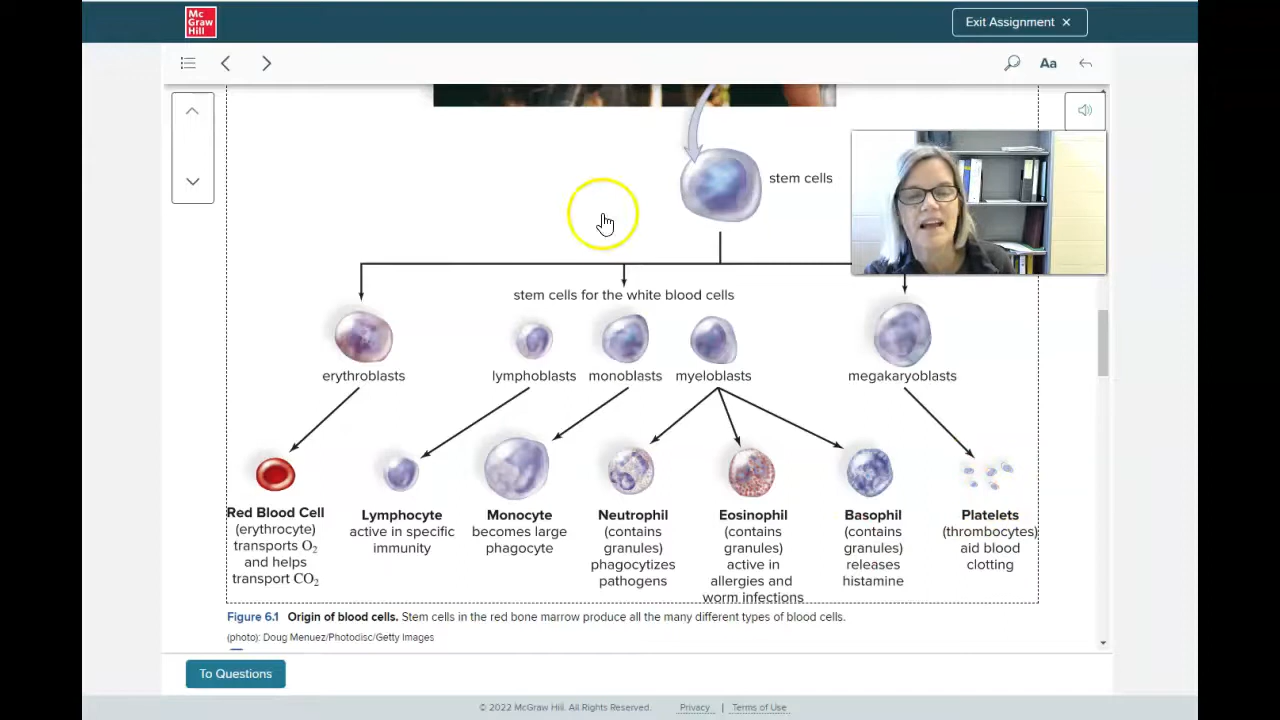 Mc
Graw
Hill
Exit Assignment ×
Aa
stem cells
stem cells for the white blood cells
erythroblasts
lymphoblasts
monoblasts
myeloblasts
megakaryoblasts
Red Blood Cell
(erythrocyte)
transports O₂
and helps
transport CO₂
Lymphocyte
active in specific
immunity
Monocyte
becomes large
phagocyte
Neutrophil
(contains
granules)
phagocytizes
pathogens
Eosinophil
(contains
granules)
active in
allergies and
worm infections
Basophil
(contains
granules)
releases
histamine
Platelets
(thrombocytes)
aid blood
clotting
Figure 6.1 Origin of blood cells. Stem cells in the red bone marrow produce all the many different types of blood cells.
(photo): Doug Menuez/Photodisc/Getty Images
To Questions
© 2022 McGraw Hill. All Rights Reserved. Privacy | Terms of Use